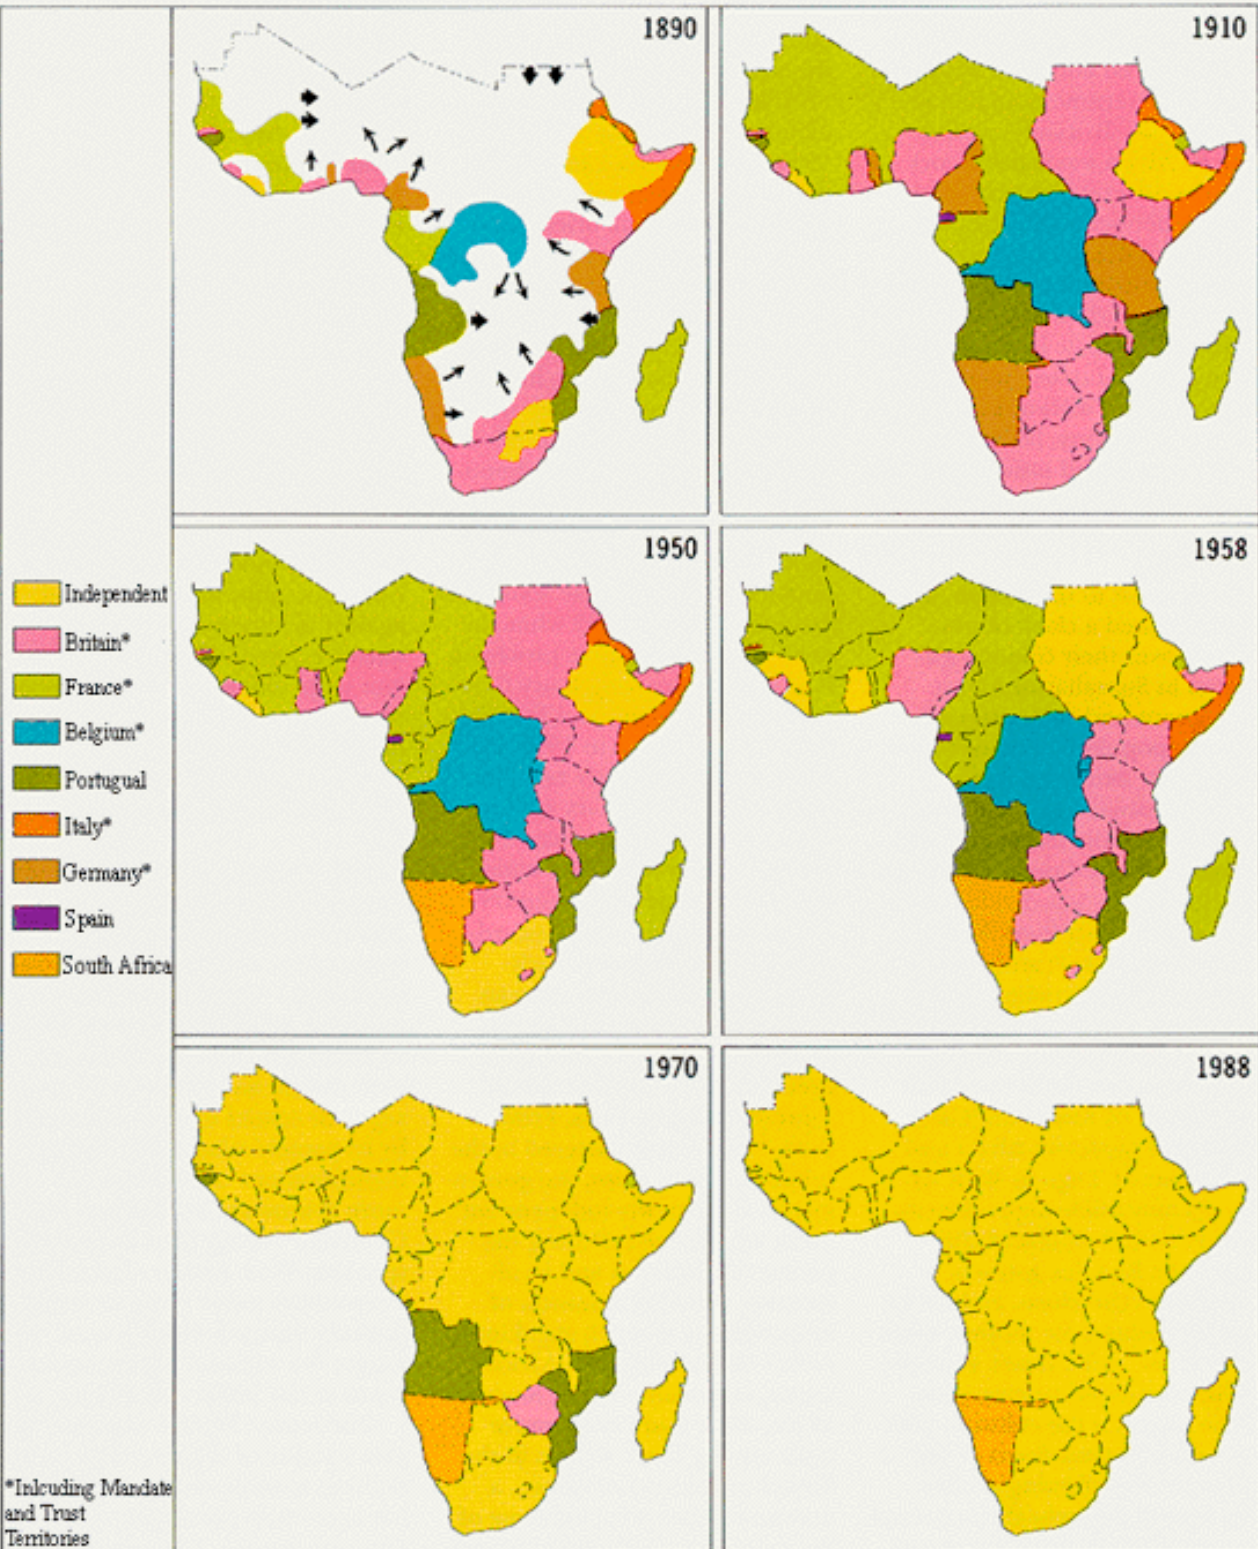 1890
1910
1950
1958
Independent
Britain*
France*
Belgium*
Portugual
Italy*
Germany*
Spain
South Africa
1970
1988
*Inlcuding Mandate
and Trust
Territories